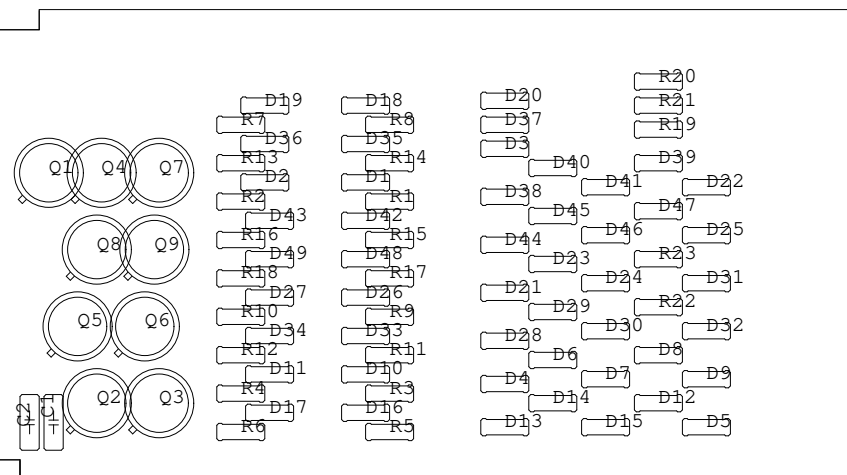 R20
D19 D18 D20 R21
R7 R8 D37 R19
D36 D35 D3
Q1 Q4 Q7 R13 R14 D40 D39
D2 D1 D41 D22
R2 R1 D38 D47
D43 D42 D45
Q8 Q9 R16 R15 D44 D46 D25
D49 D48 D23 R23
R18 R17 D24 D31
D27 D26 D21 R22
Q5 Q6 R10 R9 D29
D34 D33 D28 D30 D32
R12 R11 D6 D8
D11 D10 D4 D7 D9
Q2 Q3 R4 R3 D14 D12
C2 C1 D17 D16 D13 D15 D5
R6 R5